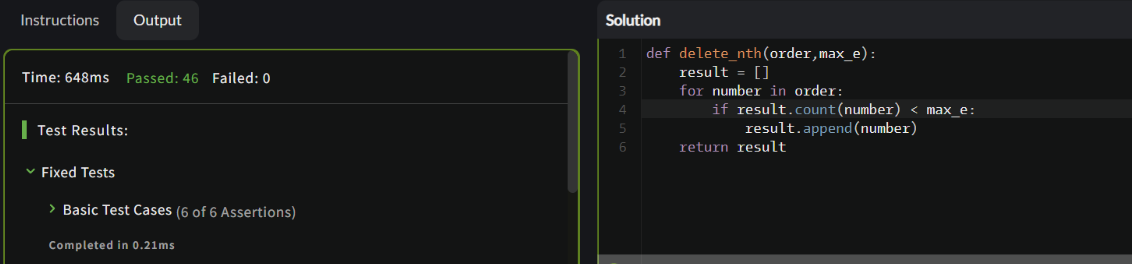 Instructions
Output
Time: 648ms Passed: 46 Failed: 0
Test Results:
Fixed Tests
Basic Test Cases (6 of 6 Assertions)
Completed in 0.21ms
Solution
1 def delete_nth(order,max_e):
2     result = []
3     for number in order:
4         if result.count(number) < max_e:
5             result.append(number)
6     return result